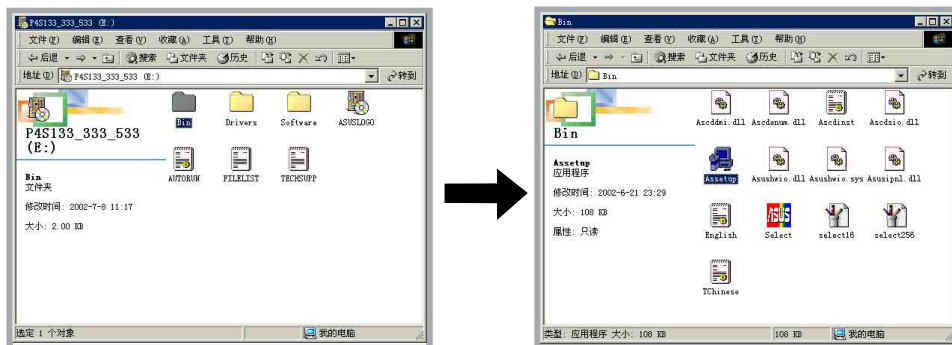 P4S133_333_533 (E:)
文件(F) 编辑(E) 查看(V) 收藏(A) 工具(T) 帮助(H)
后退 搜索 文件夹 历史
地址(D) P4S133_333_533 (E:) 转到
P4S133_333_533 (E:)
Bin
文件夹
修改时间: 2002-7-8 11:17
大小: 2.00 KB
Bin Drivers Software ASUSLOGO
AUTORUN FILELIST TECHSUPP
选定 1 个对象 我的电脑
Bin
文件(F) 编辑(E) 查看(V) 收藏(A) 工具(T) 帮助(H)
后退 搜索 文件夹 历史
地址(D) Bin 转到
Bin
Assetup
应用程序
修改时间: 2002-6-21 23:29
大小: 108 KB
属性: 只读
Ascddmi.dll Ascdenum.dll Ascdinst Ascdsio.dll
Assetup Asushwio.dll Asushwio.sys Asusipnl.dll
English Select select16 select256
TChinese
类型: 应用程序 大小: 108 KB 108 KB 我的电脑